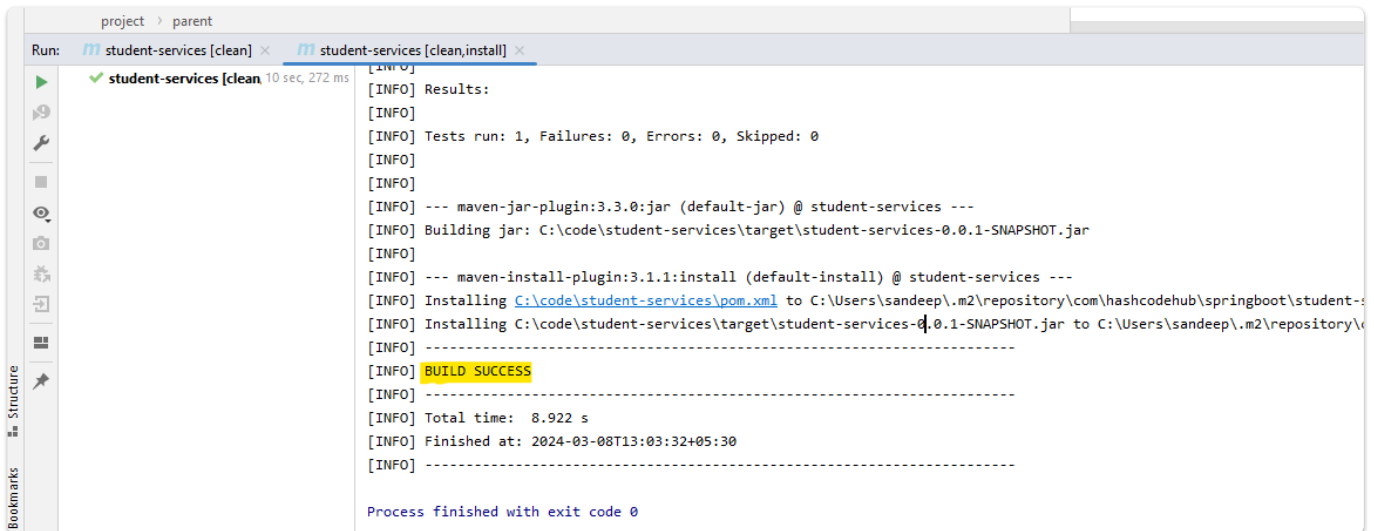 project > parent
Run: m student-services [clean] × m student-services [clean,install] ×
student-services [clean, 10 sec, 272 ms
[INFO]
[INFO] Results:
[INFO]
[INFO] Tests run: 1, Failures: 0, Errors: 0, Skipped: 0
[INFO]
[INFO]
[INFO] --- maven-jar-plugin:3.3.0:jar (default-jar) @ student-services ---
[INFO] Building jar: C:\code\student-services\target\student-services-0.0.1-SNAPSHOT.jar
[INFO]
[INFO] --- maven-install-plugin:3.1.1:install (default-install) @ student-services ---
[INFO] Installing C:\code\student-services\pom.xml to C:\Users\sandeep\.m2\repository\com\hashcodehub\springboot\student-s
[INFO] Installing C:\code\student-services\target\student-services-0.0.1-SNAPSHOT.jar to C:\Users\sandeep\.m2\repository\
[INFO] ------------------------------------------------------------------------
[INFO] BUILD SUCCESS
[INFO] ------------------------------------------------------------------------
[INFO] Total time:  8.922 s
[INFO] Finished at: 2024-03-08T13:03:32+05:30
[INFO] ------------------------------------------------------------------------
Process finished with exit code 0
Structure
Bookmarks